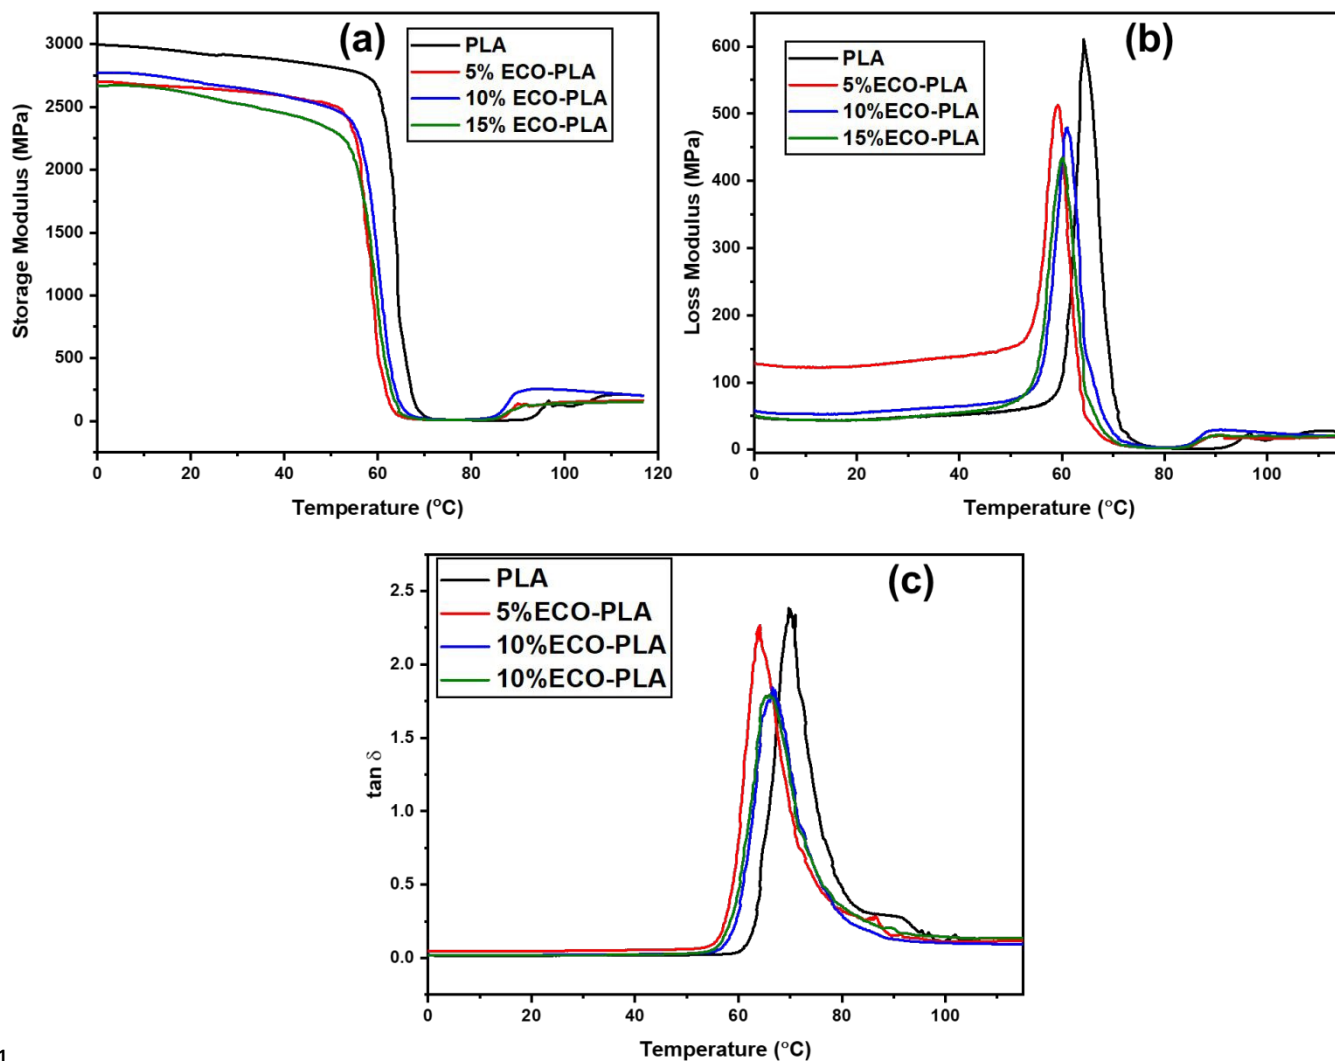 (a)
PLA
5% ECO-PLA
10% ECO-PLA
15% ECO-PLA
Storage Modulus (MPa)
3000
2500
2000
1500
1000
500
0
0 20 40 60 80 100 120
Temperature (°C)
(b)
PLA
5%ECO-PLA
10%ECO-PLA
15%ECO-PLA
Loss Modulus (MPa)
600
500
400
300
200
100
0
0 20 40 60 80 100
Temperature (°C)
(c)
PLA
5%ECO-PLA
10%ECO-PLA
10%ECO-PLA
tan δ
2.5
2.0
1.5
1.0
0.5
0.0
0 20 40 60 80 100
Temperature (°C)
1